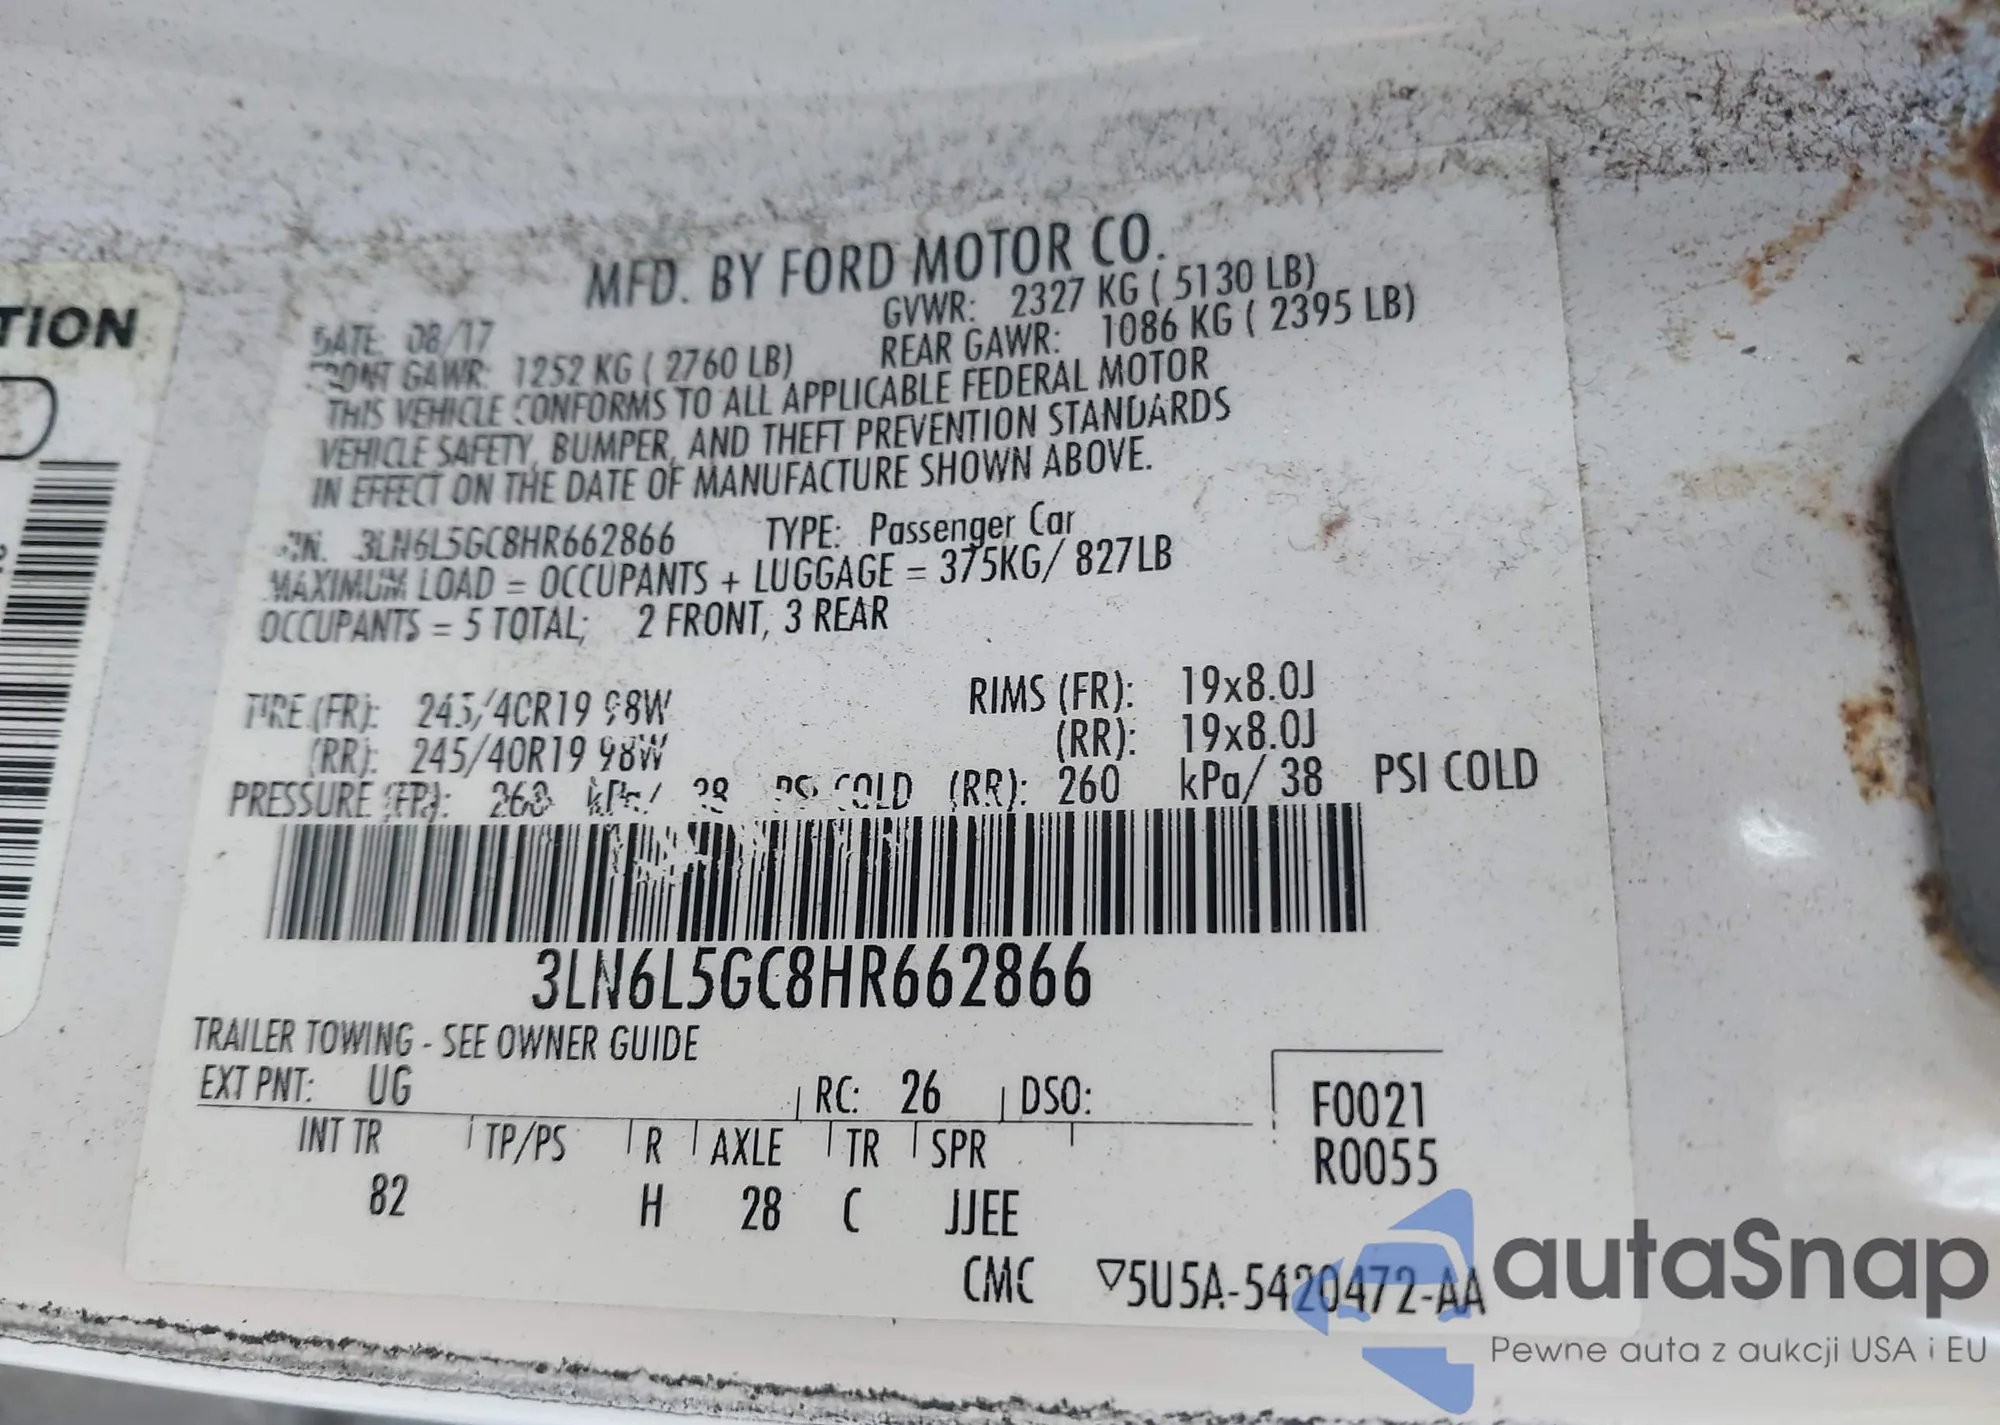 TION
MFD. BY FORD MOTOR CO.
DATE: 08/17
GVWR: 2327 KG ( 5130 LB)
FRONT GAWR: 1252 KG ( 2760 LB)
REAR GAWR: 1086 KG ( 2395 LB)
THIS VEHICLE CONFORMS TO ALL APPLICABLE FEDERAL MOTOR
VEHICLE SAFETY, BUMPER, AND THEFT PREVENTION STANDARDS
IN EFFECT ON THE DATE OF MANUFACTURE SHOWN ABOVE.
VIN: 3LN6L5GC8HR662866 TYPE: Passenger Car
MAXIMUM LOAD = OCCUPANTS + LUGGAGE = 375KG/ 827LB
OCCUPANTS = 5 TOTAL; 2 FRONT, 3 REAR
TIRE (FR): 245/40R19 98W RIMS (FR): 19x8.0J
(RR): 245/40R19 98W (RR): 19x8.0J
PRESSURE (FR): 260 kPa/ 38 PSI COLD (RR): 260 kPa/ 38 PSI COLD
3LN6L5GC8HR662866
TRAILER TOWING - SEE OWNER GUIDE
EXT PNT: UG RC: 26 DSO:
F0021
INT TR TP/PS R AXLE TR SPR
R0055
82 H 28 C JJEE
CMC ▽5U5A-5420472-AA
autaSnap
Pewne auta z aukcji USA i EU